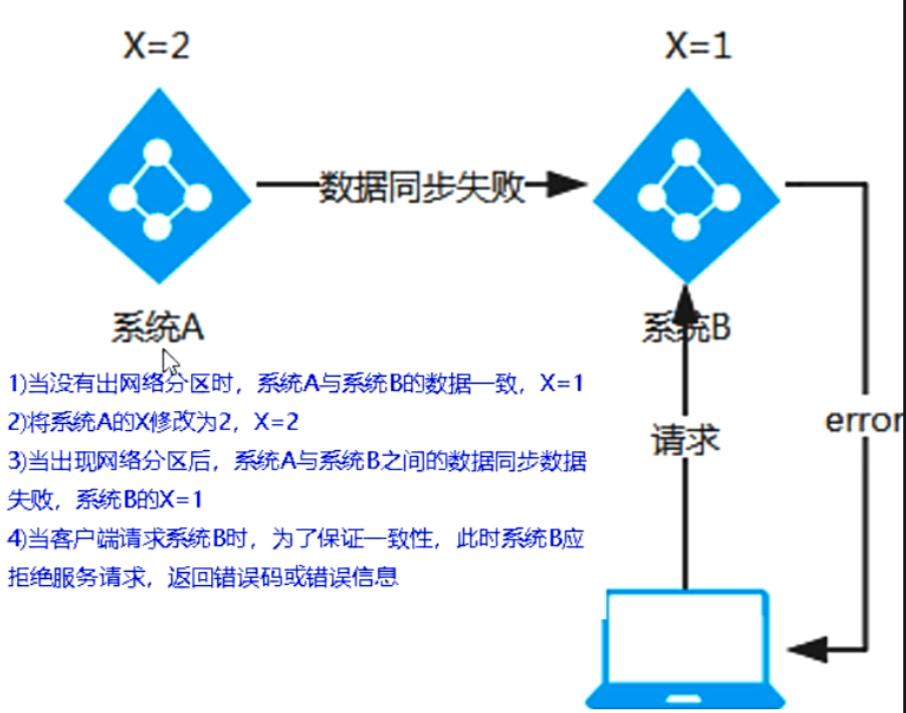 X=2
X=1
数据同步失败
系统A
系统B
1)当没有出网络分区时，系统A与系统B的数据一致，X=1
2)将系统A的X修改为2，X=2
3)当出现网络分区后，系统A与系统B之间的数据同步数据
失败，系统B的X=1
4)当客户端请求系统B时，为了保证一致性，此时系统B应
拒绝服务请求，返回错误码或错误信息
请求
error